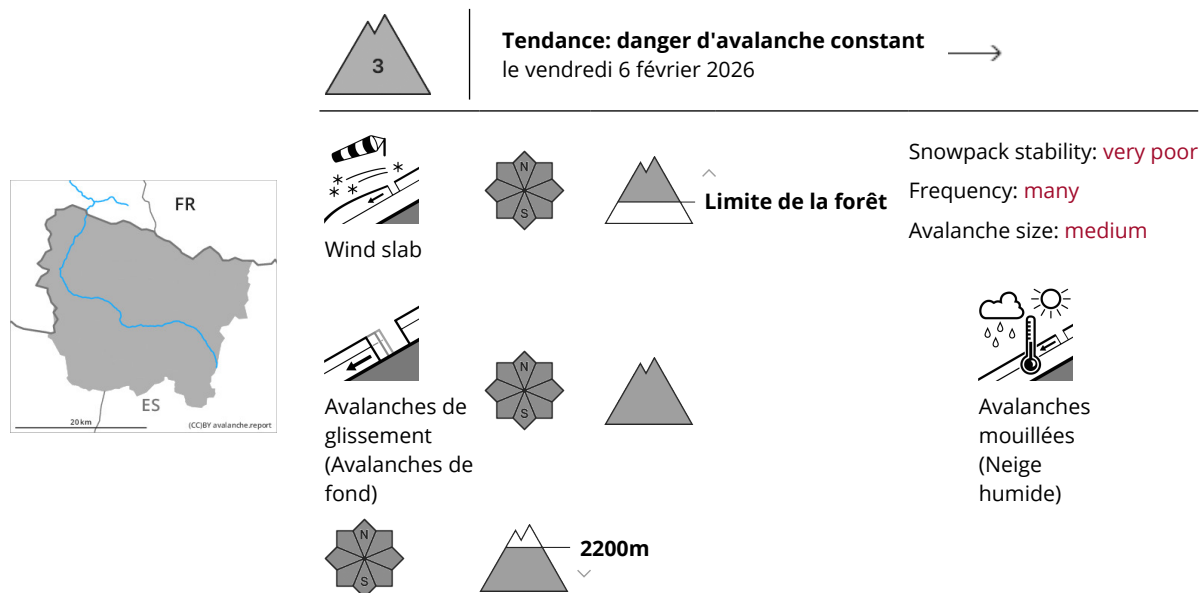 3
Tendance: danger d'avalanche constant
le vendredi 6 février 2026
FR
ES
20 km
(CC)BY avalanche.report
N
S
Limite de la forêt
Snowpack stability: very poor
Frequency: many
Avalanche size: medium
Wind slab
N
S
Avalanches de
glissement
(Avalanches de
fond)
Avalanches
mouillées
(Neige
humide)
N
S
2200m